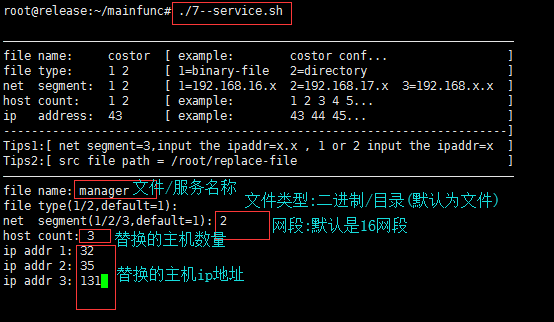 root@release:~/mainfunc# ./7--service.sh
file name: costor [ example: costor conf... ]
file type: 1 2 [ 1=binary-file 2=directory ]
net segment: 1 2 [ 1=192.168.16.x 2=192.168.17.x 3=192.168.x.x ]
host count: 1 2 [ example: 1 2 3 4 5... ]
ip address: 43 [ example: 43 44 45... ]
-----------------------------------------------------------------------]
Tips1:[ net segment=3,input the ipaddr=x.x , 1 or 2 input the ipaddr=x ]
Tips2:[ src file path = /root/replace-file ]
file name: manager 文件/服务名称
file type(1/2,default=1): 文件类型:二进制/目录(默认为文件)
net segment(1/2/3,default=1): 2 网段:默认是16网段
host count: 3 替换的主机数量
ip addr 1: 32
ip addr 2: 35 替换的主机ip地址
ip addr 3: 131